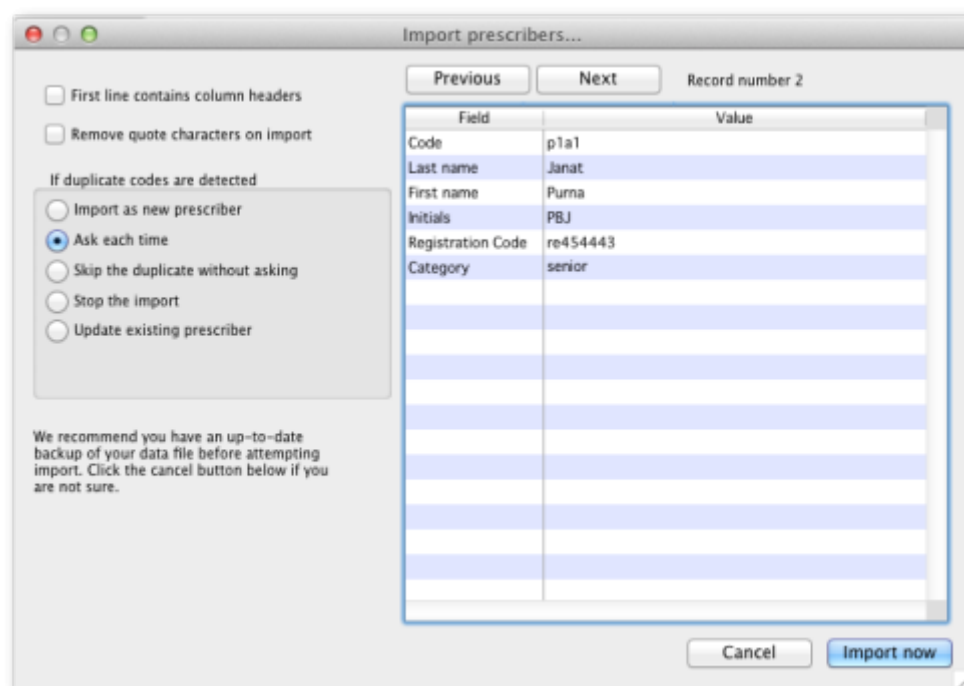 Import prescribers...
First line contains column headers
Remove quote characters on import
If duplicate codes are detected
Import as new prescriber
Ask each time
Skip the duplicate without asking
Stop the import
Update existing prescriber
We recommend you have an up-to-date
backup of your data file before attempting
import. Click the cancel button below if you
are not sure.
Previous Next Record number 2
Field Value
Code p1a1
Last name Janat
First name Purna
Initials PBJ
Registration Code re454443
Category senior
Cancel Import now